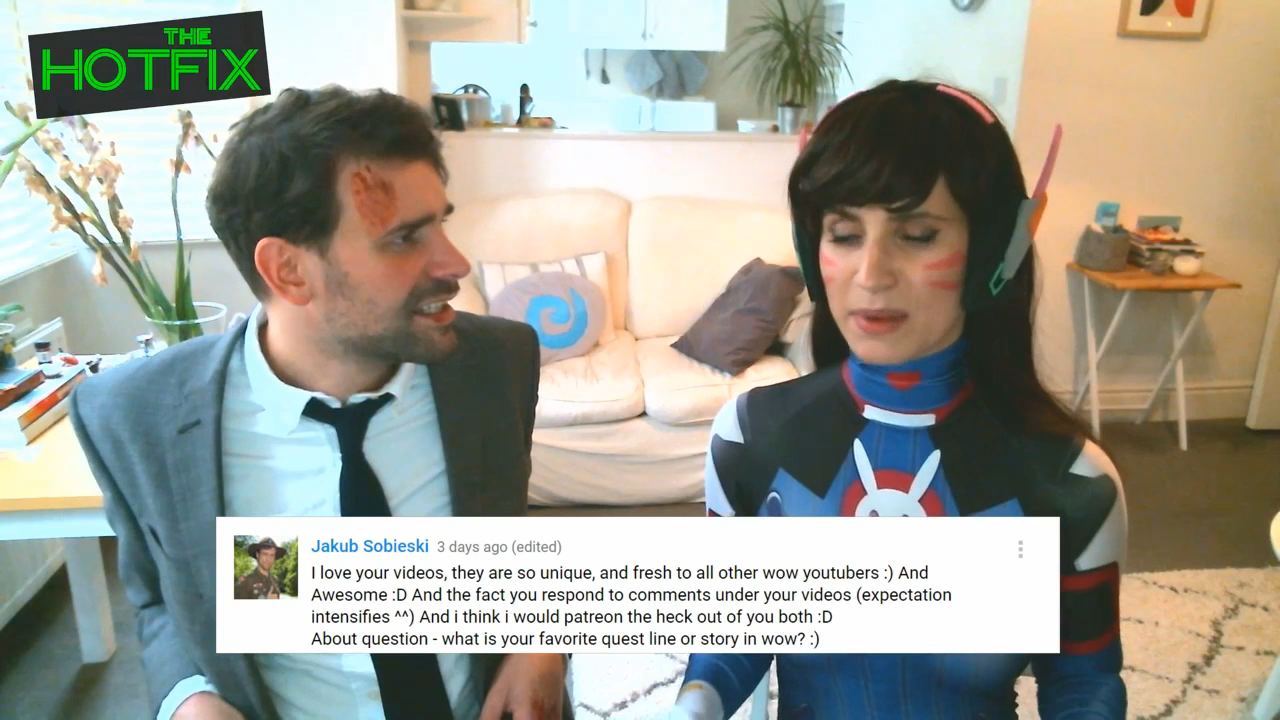 THE
HOTFIX
Jakub Sobieski 3 days ago (edited)
I love your videos, they are so unique, and fresh to all other wow youtubers :) And
Awesome :D And the fact you respond to comments under your videos (expectation
intensifies ^^) And i think i would patreon the heck out of you both :D
About question - what is your favorite quest line or story in wow? :)